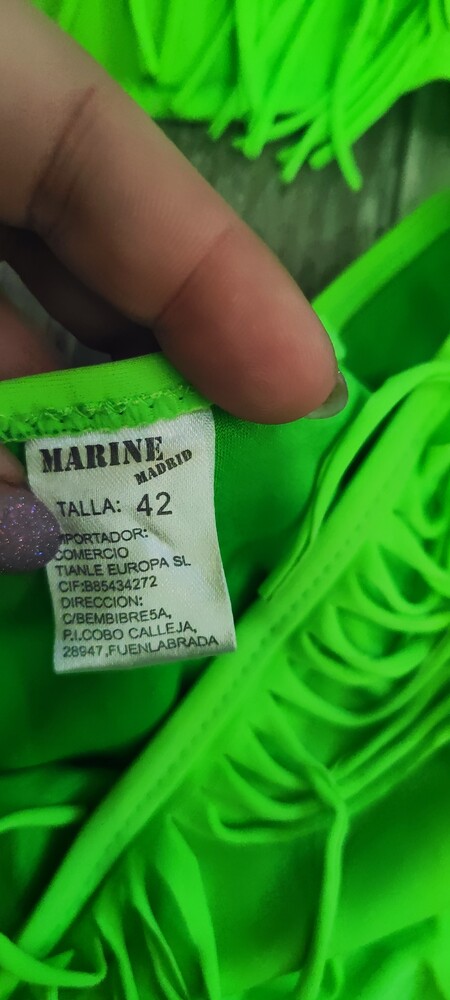 MARINE
MADRID
TALLA: 42
IMPORTADOR:
COMERCIO
TIANLE EUROPA SL
CIF:B85434272
DIRECCION:
C/BEMBIBRE5A,
P.I.COBO CALLEJA,
28947,FUENLABRADA